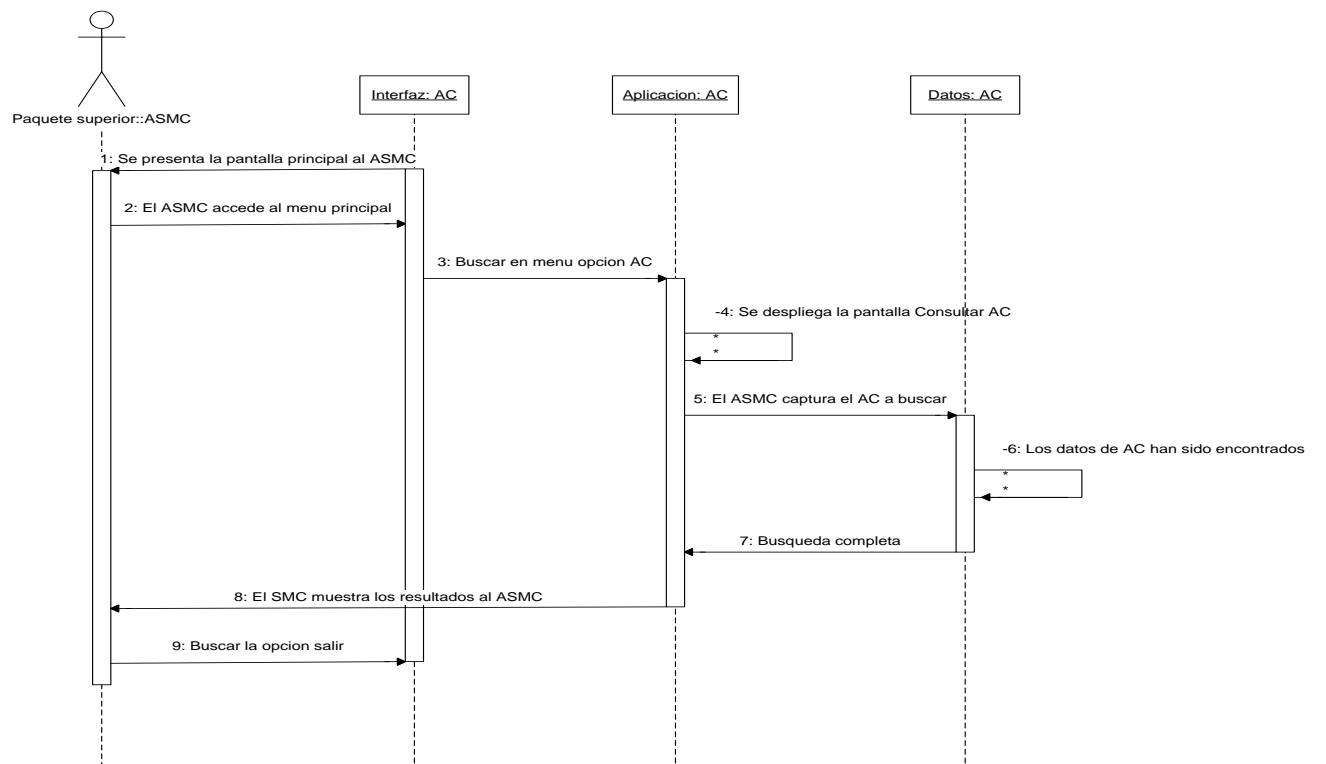 Interfaz: AC
Aplicacion: AC
Datos: AC
Paquete superior::ASMC
1: Se presenta la pantalla principal al ASMC
2: El ASMC accede al menu principal
3: Buscar en menu opcion AC
-4: Se despliega la pantalla Consultar AC
*
*
5: El ASMC captura el AC a buscar
-6: Los datos de AC han sido encontrados
*
*
7: Busqueda completa
8: El SMC muestra los resultados al ASMC
9: Buscar la opcion salir